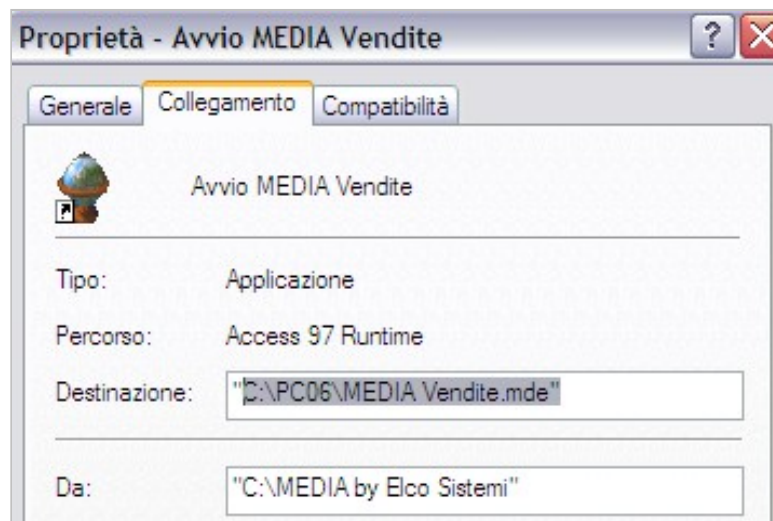 Proprietà - Avvio MEDIA Vendite
Generale Collegamento Compatibilità
Avvio MEDIA Vendite
Tipo: Applicazione
Percorso: Access 97 Runtime
Destinazione: "C:\PC06\MEDIA Vendite.mde"
Da: "C:\MEDIA by Elco Sistemi"